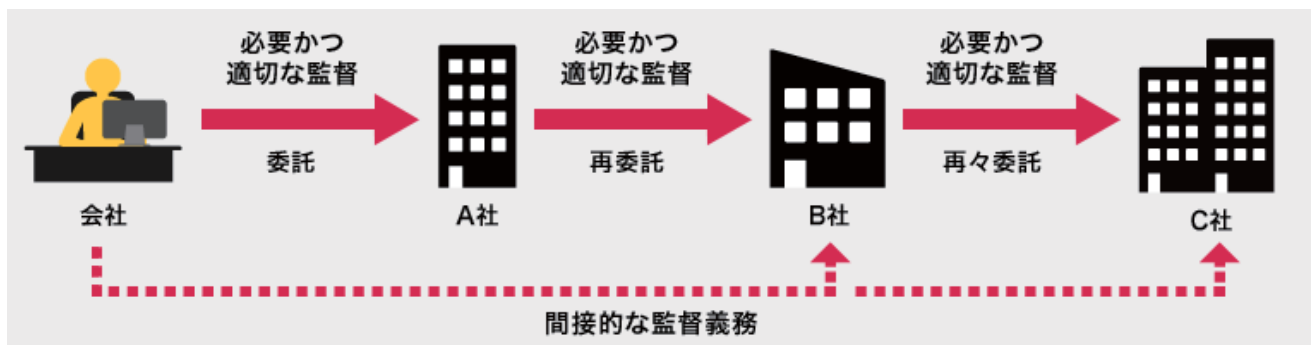 必要かつ
適切な監督
必要かつ
適切な監督
必要かつ
適切な監督
委託
再委託
再々委託
会社
A社
B社
C社
間接的な監督義務